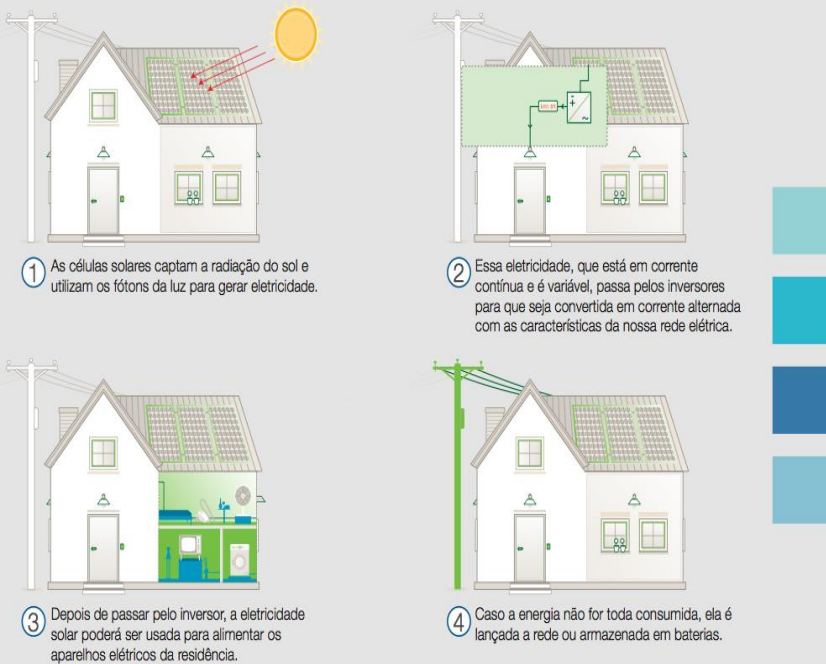 1 As células solares captam a radiação do sol e
utilizam os fótons da luz para gerar eletricidade.
2 Essa eletricidade, que está em corrente
contínua e é variável, passa pelos inversores
para que seja convertida em corrente alternada
com as características da nossa rede elétrica.
3 Depois de passar pelo inversor, a eletricidade
solar poderá ser usada para alimentar os
aparelhos elétricos da residência.
4 Caso a energia não for toda consumida, ela é
lançada a rede ou armazenada em baterias.